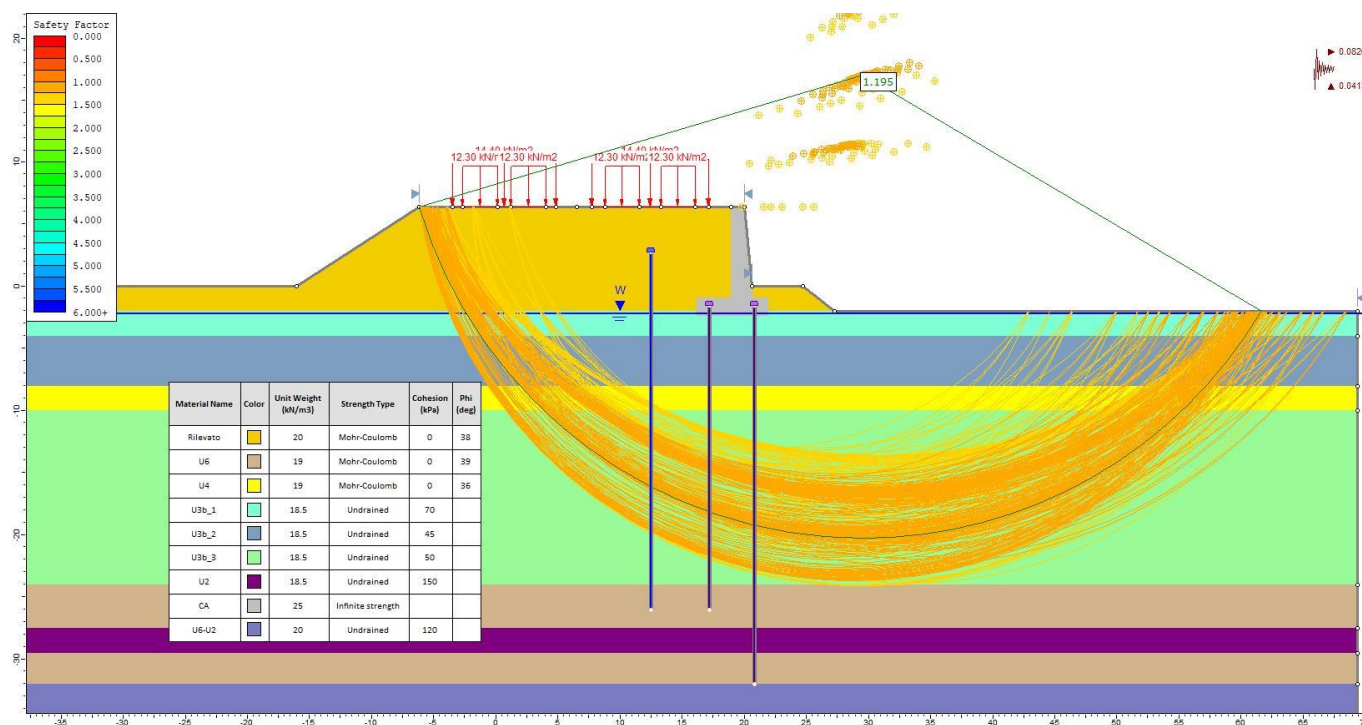 Safety Factor
0.000
0.500
1.000
1.500
2.000
2.500
3.000
3.500
4.000
4.500
5.000
5.500
6.000+
20
10
0
-10
-20
-30
1.195
0.082
0.041
12.30 kN/m2 12.30 kN/m2
W
Material Name Color Unit Weight (kN/m3) Strength Type Cohesion (kPa) Phi (deg)
Rilevato 20 Mohr-Coulomb 0 38
U6 19 Mohr-Coulomb 0 39
U4 19 Mohr-Coulomb 0 36
U3b_1 18.5 Undrained 70
U3b_2 18.5 Undrained 45
U3b_3 18.5 Undrained 50
U2 18.5 Undrained 150
CA 25 Infinite strength
U6-U2 20 Undrained 120
-35 -30 -25 -20 -15 -10 -5 0 5 10 15 20 25 30 35 40 45 50 55 60 65